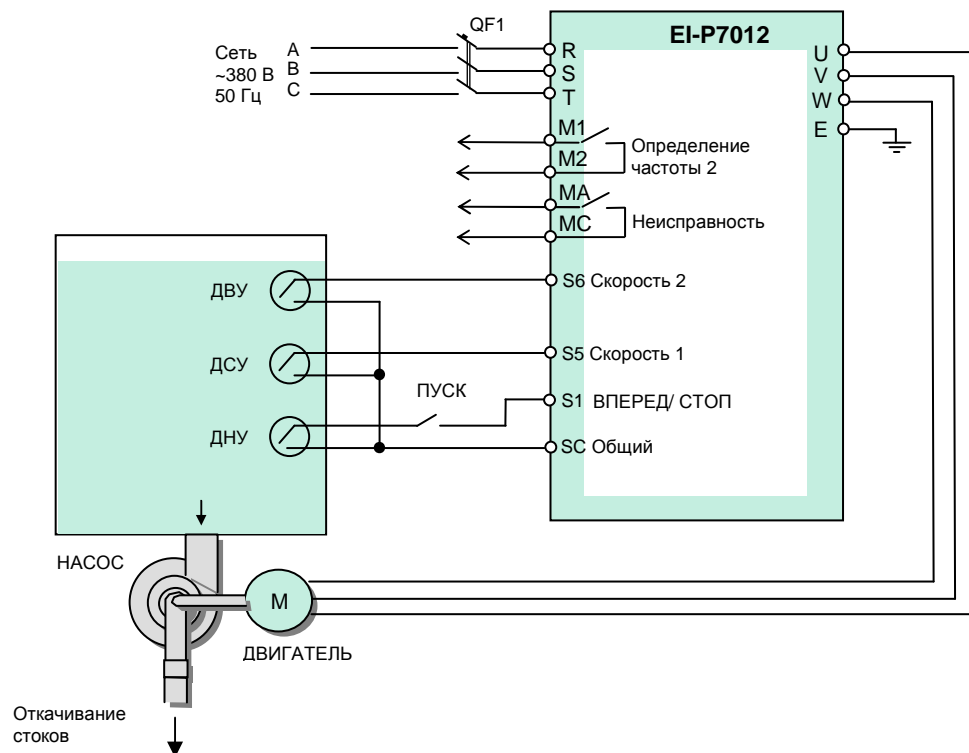 QF1
EI-P7012
Сеть
~380 В
50 Гц
A
B
C
R
S
T
U
V
W
E
M1
M2
Определение
частоты 2
MA
MC
Неисправность
ДВУ
S6 Скорость 2
ДСУ
S5 Скорость 1
ПУСК
S1 ВПЕРЕД/ СТОП
ДНУ
SC Общий
НАСОС
М
ДВИГАТЕЛЬ
Откачивание
стоков